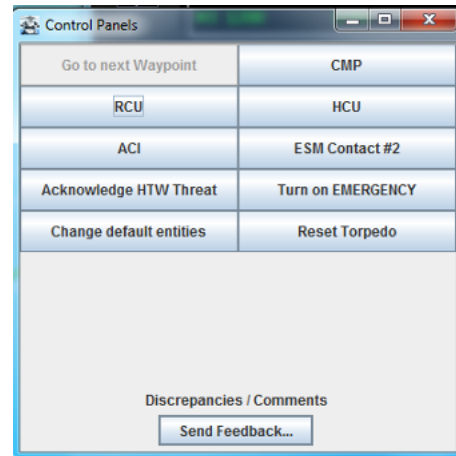 Control Panels
Go to next Waypoint CMP
RCU HCU
ACI ESM Contact #2
Acknowledge HTW Threat Turn on EMERGENCY
Change default entities Reset Torpedo
Discrepancies / Comments
Send Feedback...